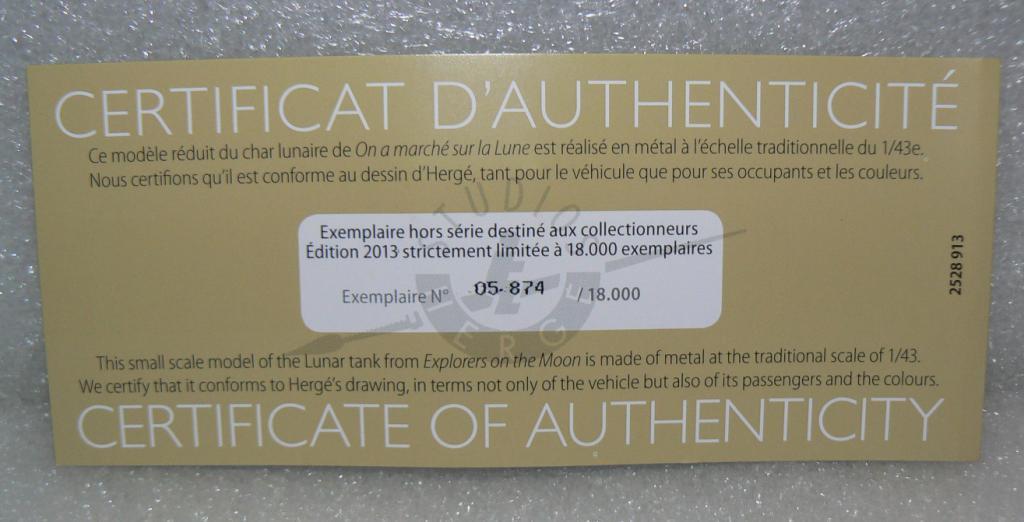 CERTIFICAT D'AUTHENTICITÉ
Ce modèle réduit du char lunaire de On a marché sur la Lune est réalisé en métal à l'échelle traditionnelle du 1/43e.
Nous certifions qu'il est conforme au dessin d'Hergé, tant pour le véhicule que pour ses occupants et les couleurs.
STUDIOS
HERGÉ
Exemplaire hors série destiné aux collectionneurs
Édition 2013 strictement limitée à 18.000 exemplaires
Exemplaire N° 05.874 / 18.000
2528 913
This small scale model of the Lunar tank from Explorers on the Moon is made of metal at the traditional scale of 1/43.
We certify that it conforms to Hergé's drawing, in terms not only of the vehicle but also of its passengers and the colours.
CERTIFICATE OF AUTHENTICITY